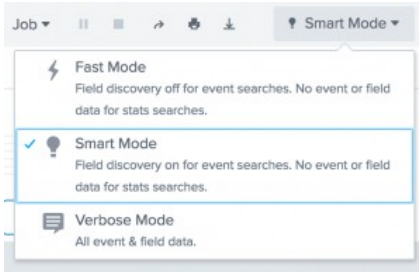 Job
Smart Mode
Fast Mode
Field discovery off for event searches. No event or field
data for stats searches.
Smart Mode
Field discovery on for event searches. No event or field
data for stats searches.
Verbose Mode
All event & field data.